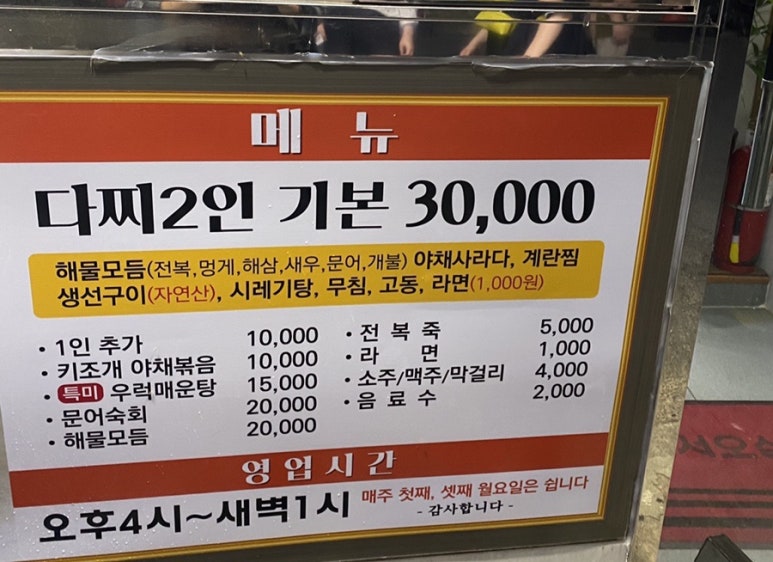 메 뉴
다찌2인 기본 30,000
해물모듬(전복,멍게,해삼,새우,문어,개불) 야채사라다, 계란찜
생선구이(자연산), 시레기탕, 무침, 고동, 라면(1,000원)
· 1인 추가 10,000
· 키조개 야채볶음 10,000
· 특미 우럭매운탕 15,000
· 문어숙회 20,000
· 해물모듬 20,000
· 전 복 죽 5,000
· 라 면 1,000
· 소주/맥주/막걸리 4,000
· 음 료 수 2,000
영업시간
오후4시~새벽1시
매주 첫째, 셋째 월요일은 쉽니다
- 감사합니다 -